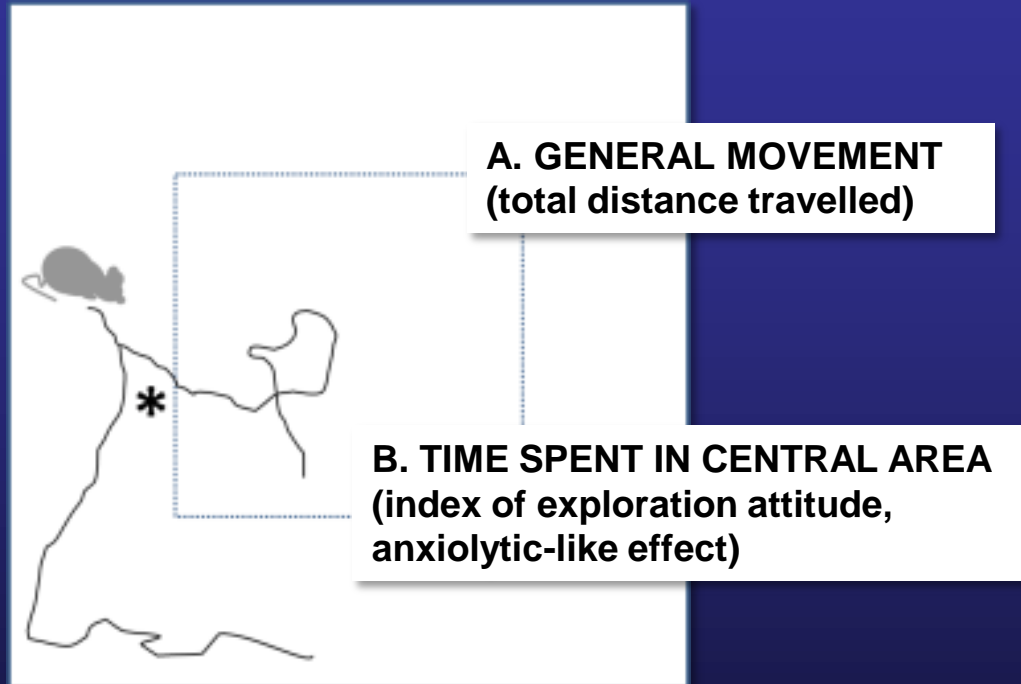 A. GENERAL MOVEMENT
(total distance travelled)
*
B. TIME SPENT IN CENTRAL AREA
(index of exploration attitude,
anxiolytic-like effect)